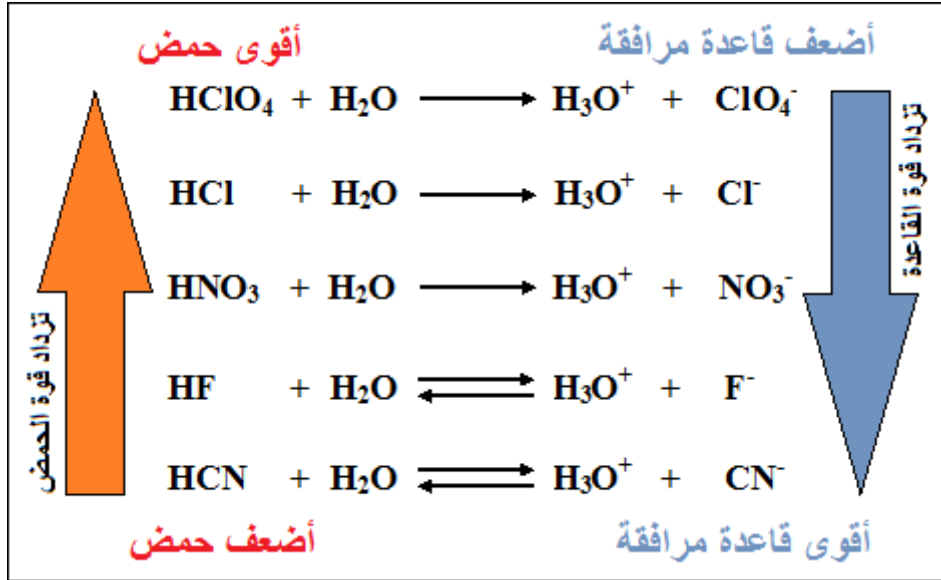 أقوى حمض
أضعف قاعدة مرافقة
HClO₄ + H₂O ⟶ H₃O⁺ + ClO₄⁻
HCl + H₂O ⟶ H₃O⁺ + Cl⁻
HNO₃ + H₂O ⟶ H₃O⁺ + NO₃⁻
HF + H₂O ⇌ H₃O⁺ + F⁻
HCN + H₂O ⇌ H₃O⁺ + CN⁻
أضعف حمض
أقوى قاعدة مرافقة
تزداد قوة الحمض
تزداد قوة القاعدة